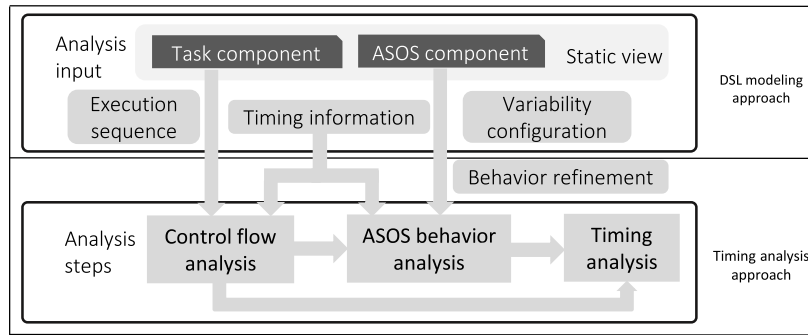 Analysis
input
Task component
ASOS component
Static view
Execution
sequence
Timing information
Variability
configuration
DSL modeling
approach
Behavior refinement
Analysis
steps
Control flow
analysis
ASOS behavior
analysis
Timing
analysis
Timing analysis
approach